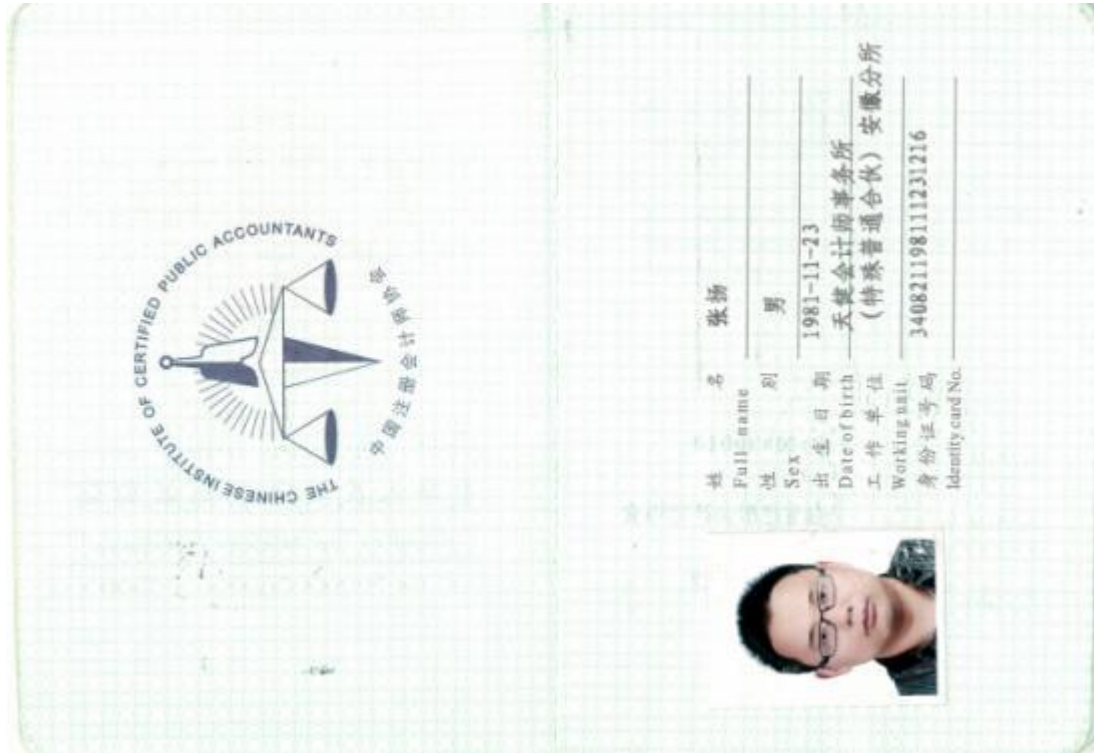 THE CHINESE INSTITUTE OF CERTIFIED PUBLIC ACCOUNTANTS
中国注册会计师协会
姓 名 张扬
Full name
性 别 男
Sex
出 生 日 期 1981-11-23
Date of birth
工 作 单 位 天健会计师事务所
(特殊普通合伙) 安徽分所
Working unit
身份证号码 340821198111231216
Identity card No.